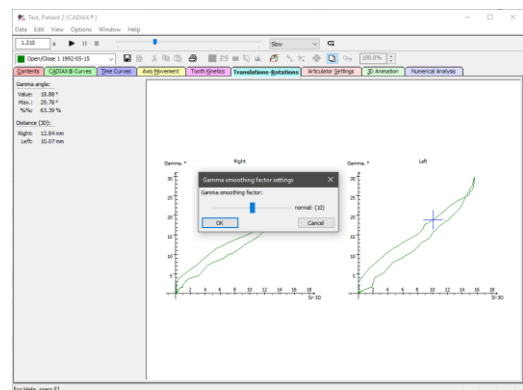 Test, Patient 2 [CADIAX®]
Data Edit View Options Window Help
1.210 s Slow
Open/Close 1 1992-05-15 100.0%
Contents CADIAX® Curves Time Curves Axis Movement Tooth Kinetics Translations-Rotations Articulator Settings 3D Animation Numerical Analysis
Gamma angle:
Value: 18.88 °
Max.: 29.78 °
%%: 63.39 %
Distance (3D):
Right: 12.84 mm
Left: 10.07 mm
Gamma, ° Right Gamma, ° Left
30 30
Gamma smoothing factor settings
Gamma smoothing factor:
25
normal: (10)
20
OK Cancel
15 15
10 10
5 5
2 4 6 8 10 12 14 16 18 2 4 6 8 10 12 14 16 18
S-3D S-3D
For Help, press F1